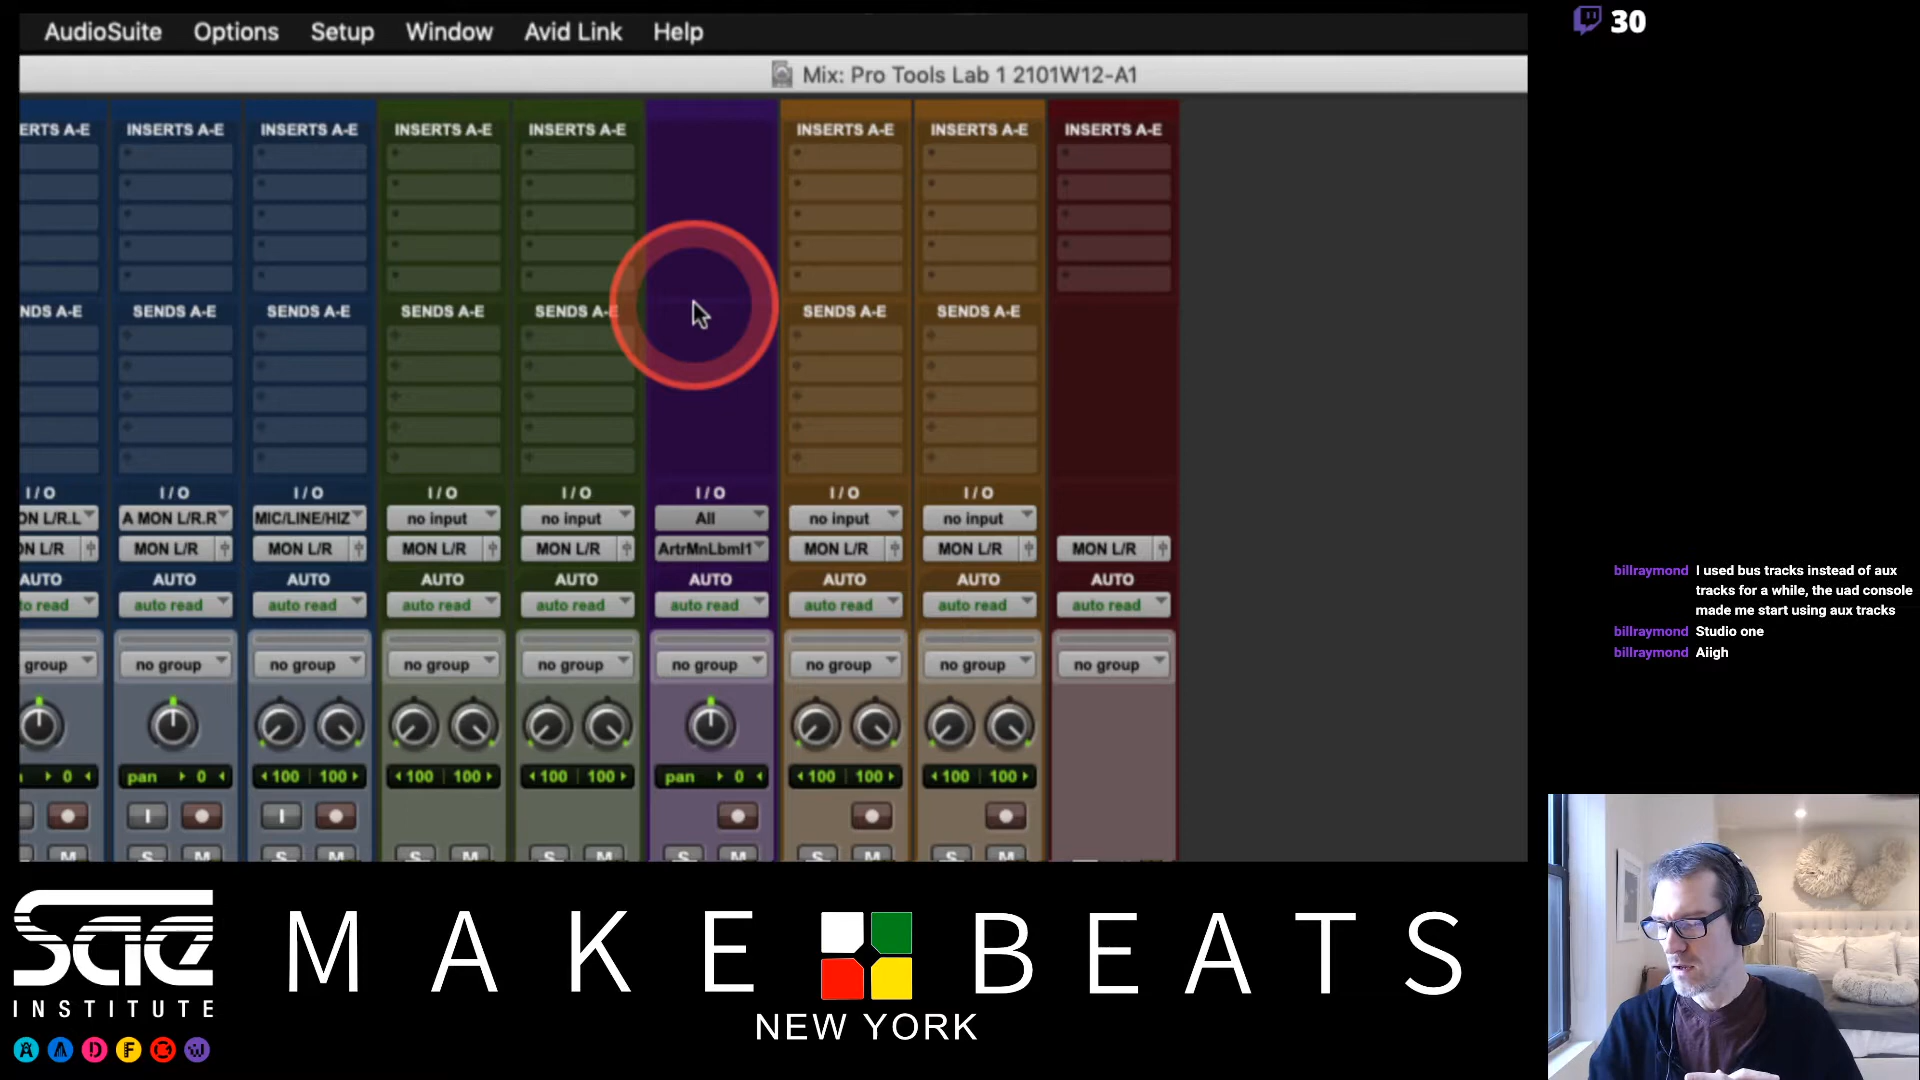 AudioSuite Options Setup Window Avid Link Help
30
Mix: Pro Tools Lab 1 2101W12-A1
ERTS A-E INSERTS A-E INSERTS A-E INSERTS A-E INSERTS A-E INSERTS A-E INSERTS A-E INSERTS A-E
NDS A-E SENDS A-E SENDS A-E SENDS A-E SENDS A-E SENDS A-E SENDS A-E
I / O I / O I / O I / O I / O I / O I / O I / O
ON L/R.L A MON L/R.R MIC/LINE/HIZ no input no input All no input no input
ON L/R MON L/R MON L/R MON L/R MON L/R ArtrMnLbml1 MON L/R MON L/R MON L/R
AUTO AUTO AUTO AUTO AUTO AUTO AUTO AUTO AUTO
to read auto read auto read auto read auto read auto read auto read auto read auto read
group no group no group no group no group no group no group no group no group
0 pan 0 100 100 100 100 100 100 pan 0 100 100 100 100
I I
M S M S M S M S M S M S M S M
billraymond I used bus tracks instead of aux
tracks for a while, the uad console
made me start using aux tracks
billraymond Studio one
billraymond Aiigh
sae
INSTITUTE
MAKE BEATS
NEW YORK
A A D F G W